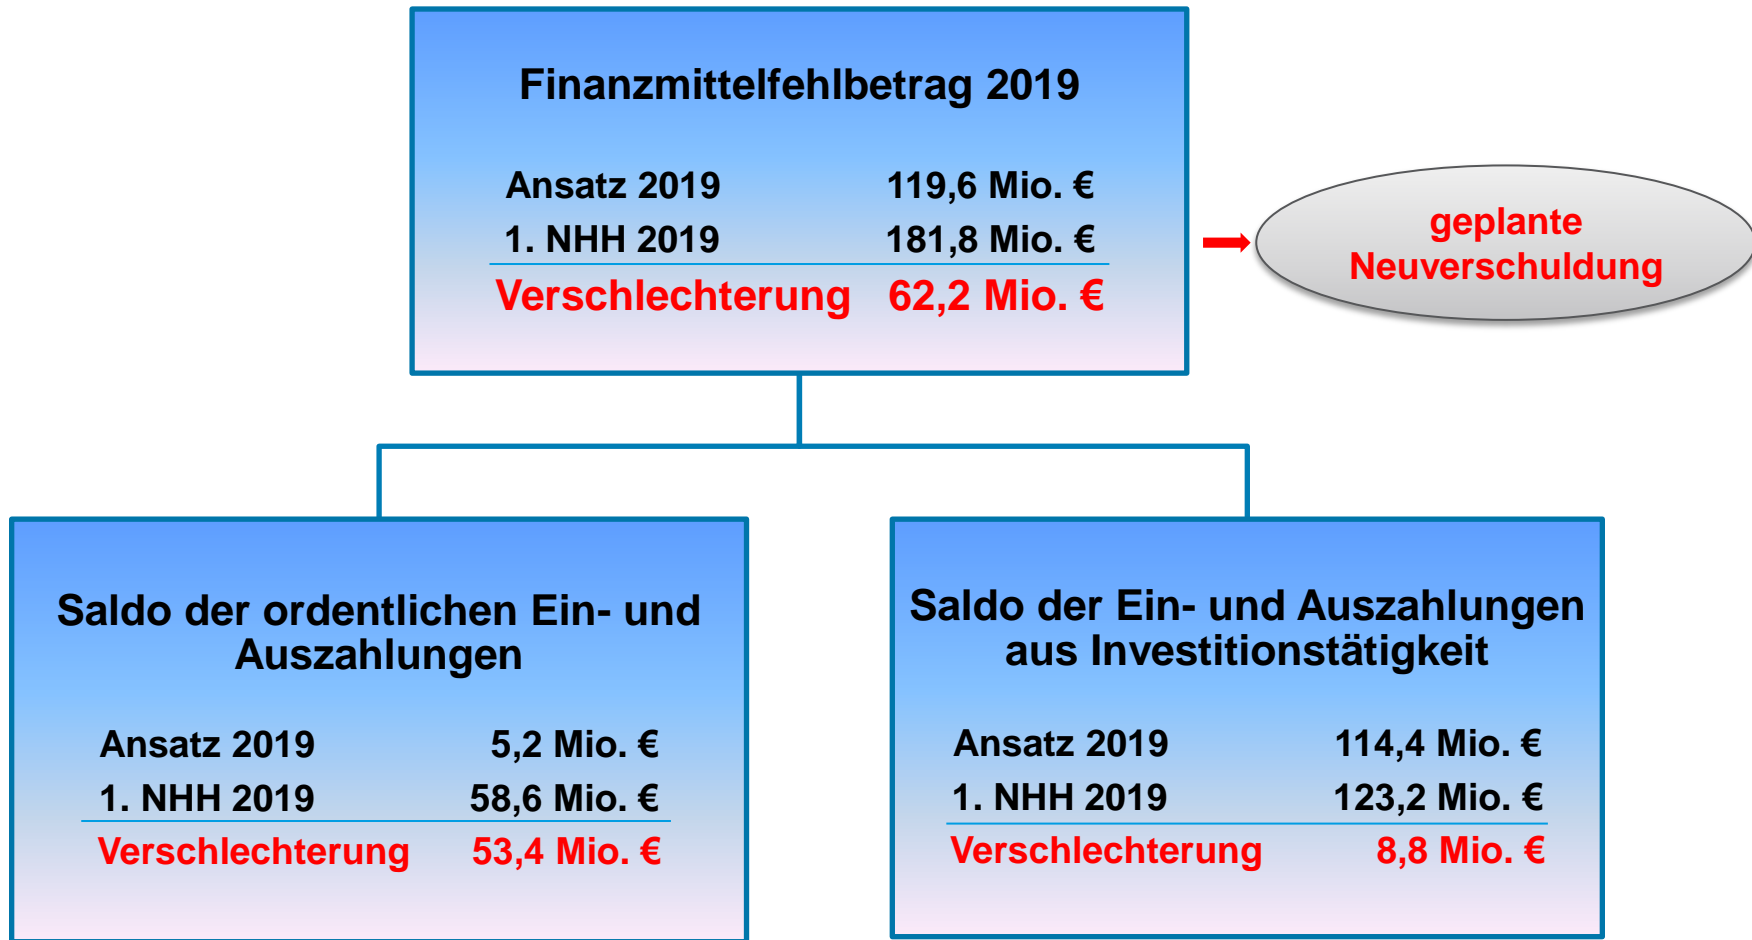 Finanzmittelfehlbetrag 2019
Ansatz 2019 119,6 Mio. €
1. NHH 2019 181,8 Mio. €
Verschlechterung 62,2 Mio. €
geplante
Neuverschuldung
Saldo der ordentlichen Ein- und
Auszahlungen
Ansatz 2019 5,2 Mio. €
1. NHH 2019 58,6 Mio. €
Verschlechterung 53,4 Mio. €
Saldo der Ein- und Auszahlungen
aus Investitionstätigkeit
Ansatz 2019 114,4 Mio. €
1. NHH 2019 123,2 Mio. €
Verschlechterung 8,8 Mio. €